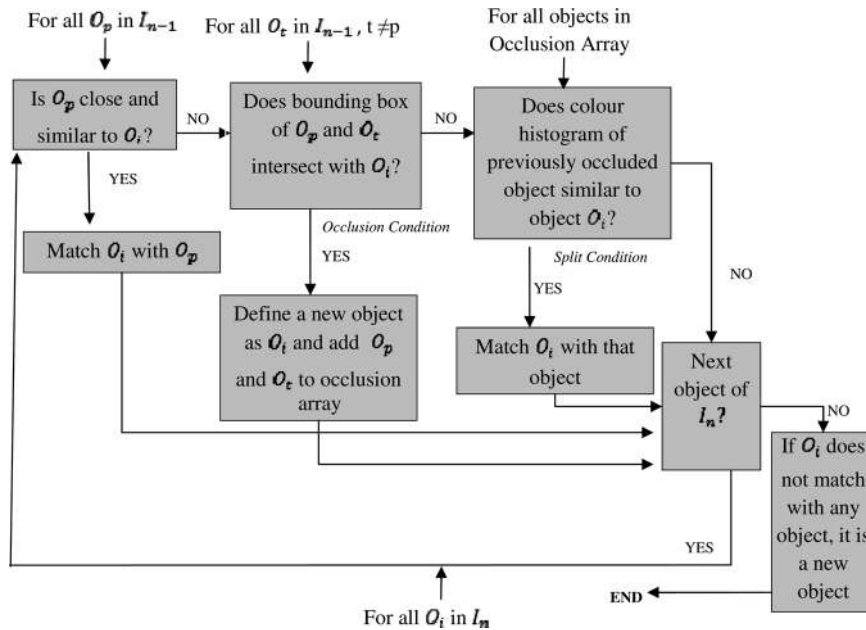 For all O_p in I_{n−1}
For all O_t in I_{n−1}, t ≠p
For all objects in
Occlusion Array
Is O_p close and
similar to O_i?
NO
Does bounding box
of O_p and O_t
intersect with O_i?
NO
Does colour
histogram of
previously occluded
object similar to
object O_i?
YES
Occlusion Condition
YES
Split Condition
YES
NO
Match O_i with O_p
Define a new object
as O_i and add O_p
and O_t to occlusion
array
Match O_i with that
object
Next
object of
I_n?
NO
If O_i does
not match
with any
object, it is
a new
object
YES
END
For all O_i in I_n